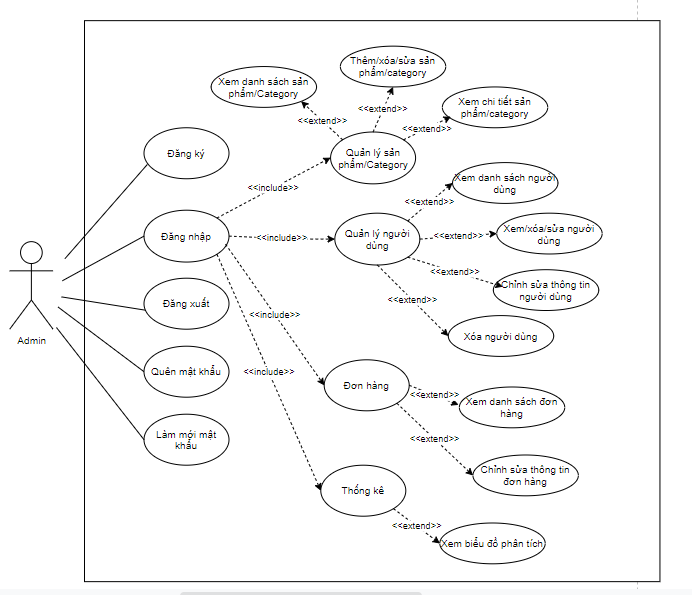 Thêm/xóa/sửa sản
phẩm/category
Xem danh sách sản
phẩm/Category
Xem chi tiết sản
phẩm/category
<<extend>>
<<extend>>
<<extend>>
Đăng ký
Quản lý sản
phẩm/Category
<<include>>
Xem danh sách người
dùng
<<extend>>
Đăng nhập
<<include>>
Quản lý người
dùng
<<extend>>
Xem/xóa/sửa người
dùng
<<extend>>
Chỉnh sửa thông tin
người dùng
<<extend>>
Đăng xuất
<<include>>
Xóa người dùng
Admin
Quên mật khẩu
<<include>>
Đơn hàng
<<extend>>
Xem danh sách đơn
hàng
Làm mới mật
khẩu
<<extend>>
Chỉnh sửa thông tin
đơn hàng
Thống kê
<<extend>>
Xem biểu đồ phân tích